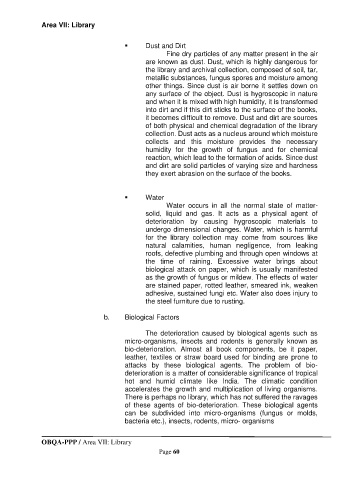 Area VII: Library
▪ Dust and Dirt
Fine dry particles of any matter present in the air
are known as dust. Dust, which is highly dangerous for
the library and archival collection, composed of soil, tar,
metallic substances, fungus spores and moisture among
other things. Since dust is air borne it settles down on
any surface of the object. Dust is hygroscopic in nature
and when it is mixed with high humidity, it is transformed
into dirt and if this dirt sticks to the surface of the books,
it becomes difficult to remove. Dust and dirt are sources
of both physical and chemical degradation of the library
collection. Dust acts as a nucleus around which moisture
collects and this moisture provides the necessary
humidity for the growth of fungus and for chemical
reaction, which lead to the formation of acids. Since dust
and dirt are solid particles of varying size and hardness
they exert abrasion on the surface of the books.
▪ Water
Water occurs in all the normal state of matter-
solid, liquid and gas. It acts as a physical agent of
deterioration by causing hygroscopic materials to
undergo dimensional changes. Water, which is harmful
for the library collection may come from sources like
natural calamities, human negligence, from leaking
roofs, defective plumbing and through open windows at
the time of raining. Excessive water brings about
biological attack on paper, which is usually manifested
as the growth of fungus or mildew. The effects of water
are stained paper, rotted leather, smeared ink, weaken
adhesive, sustained fungi etc. Water also does injury to
the steel furniture due to rusting.
b. Biological Factors
The deterioration caused by biological agents such as
micro-organisms, insects and rodents is generally known as
bio-deterioration. Almost all book components, be it paper,
leather, textiles or straw board used for binding are prone to
attacks by these biological agents. The problem of bio-
deterioration is a matter of considerable significance of tropical
hot and humid climate like India. The climatic condition
accelerates the growth and multiplication of living organisms.
There is perhaps no library, which has not suffered the ravages
of these agents of bio-deterioration. These biological agents
can be subdivided into micro-organisms (fungus or molds,
bacteria etc.), insects, rodents, micro- organisms
OBQA-PPP / Area VII: Library
Page 60